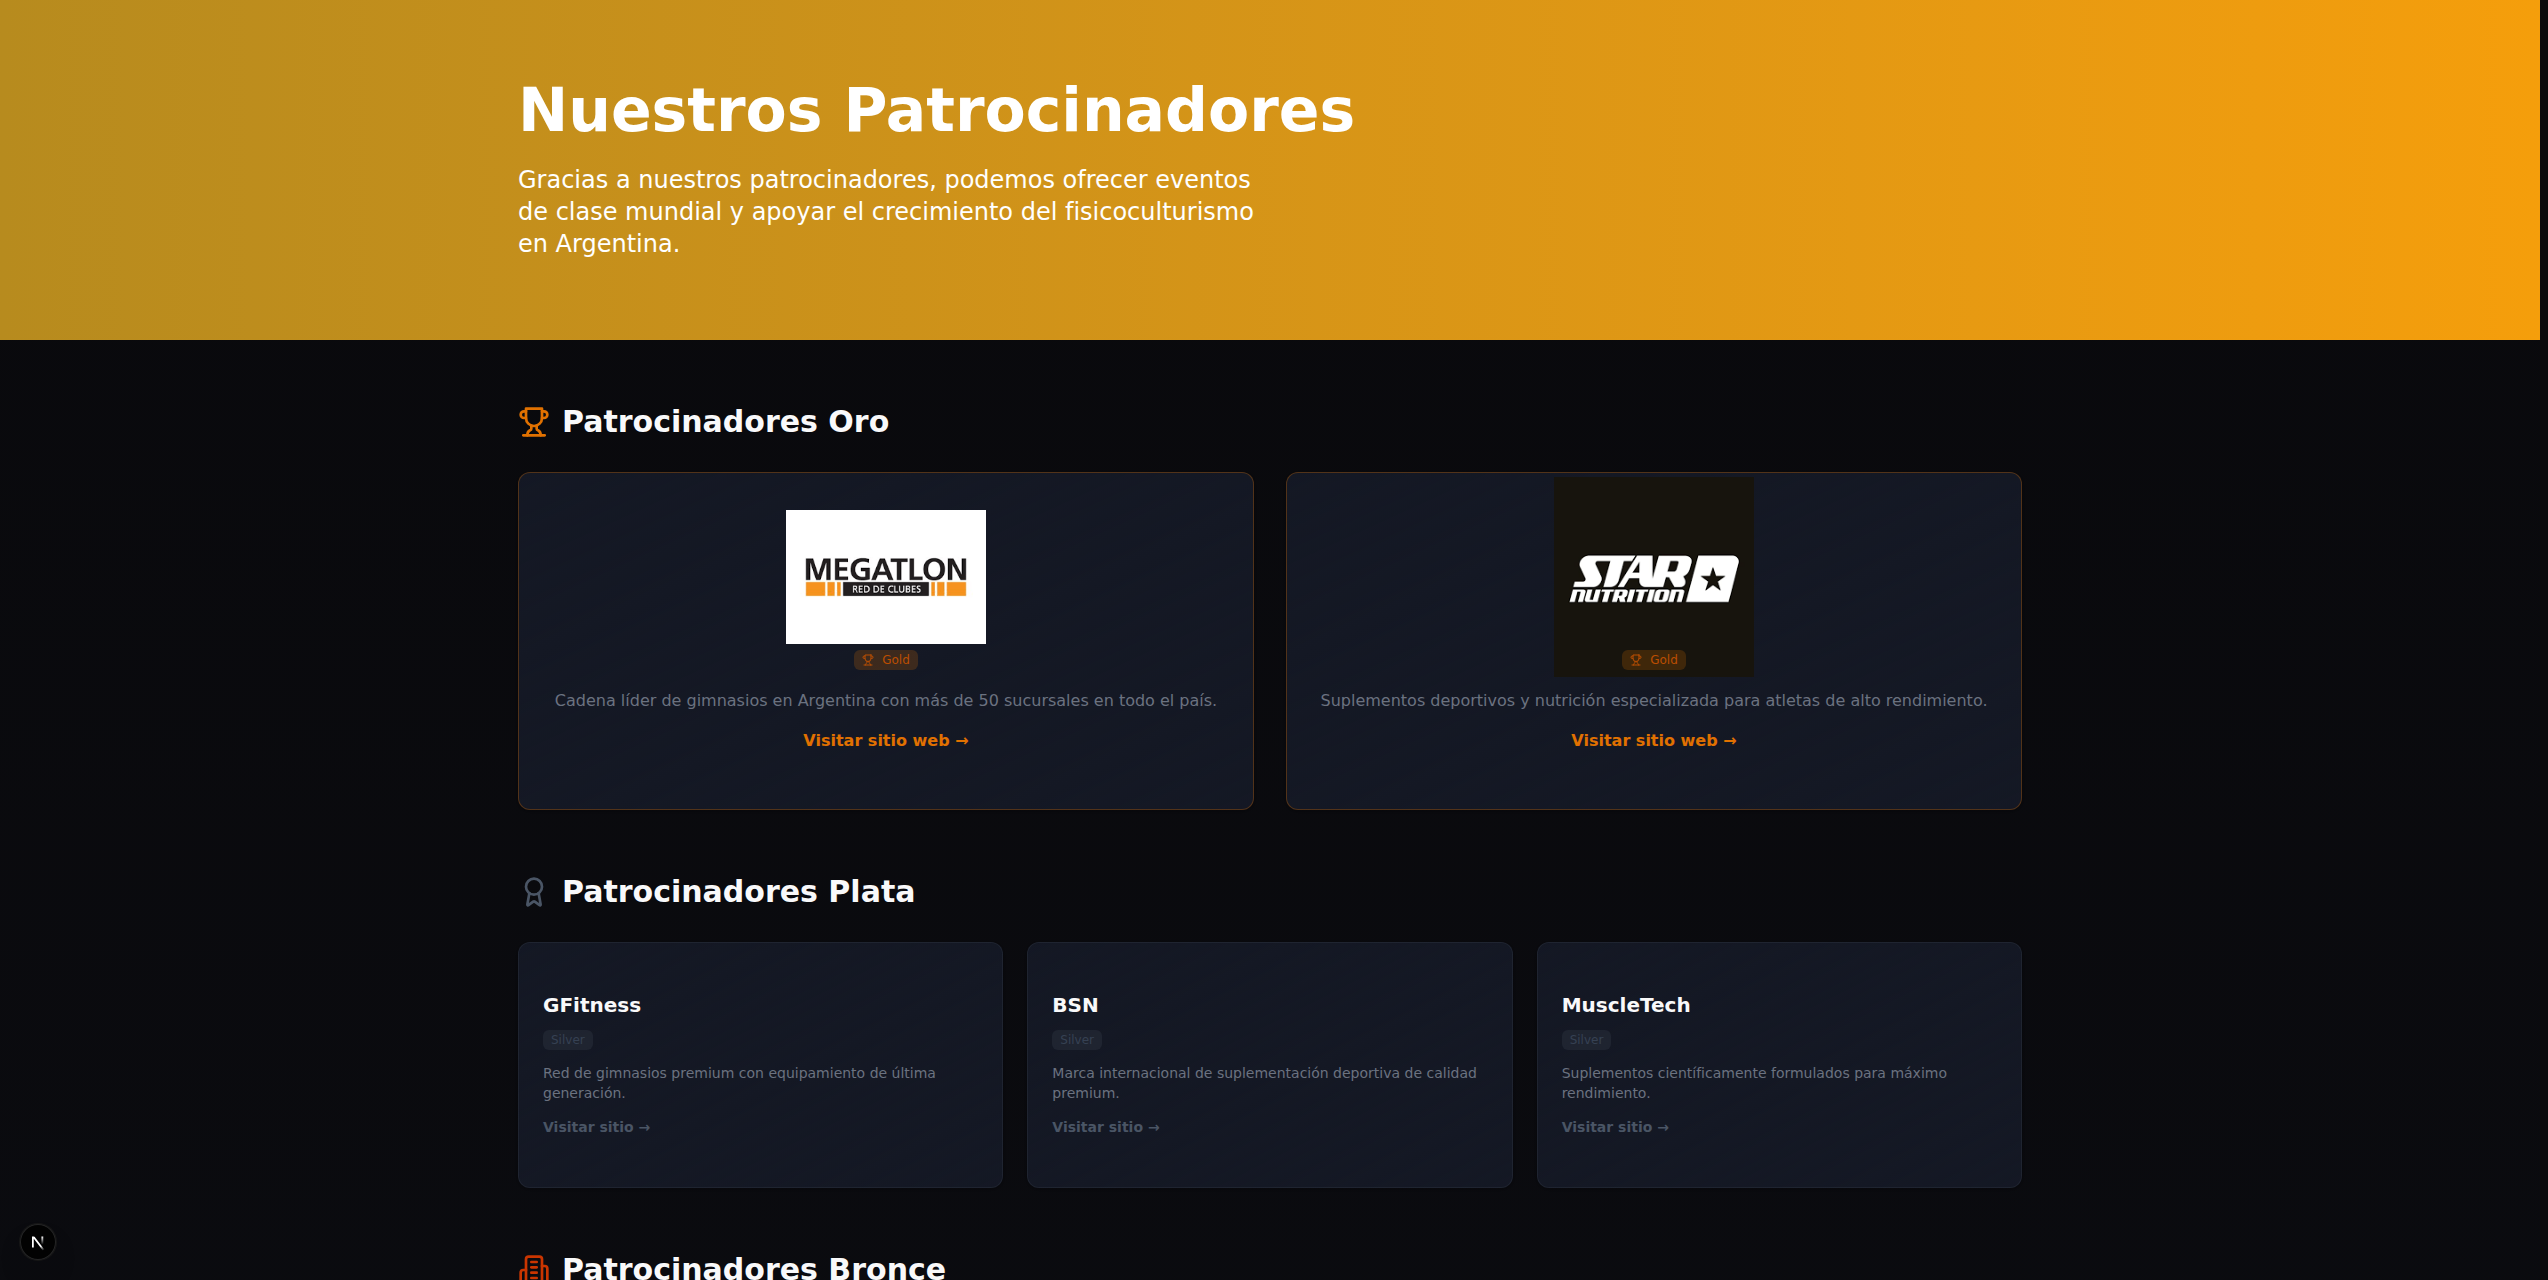 Nuestros Patrocinadores
Gracias a nuestros patrocinadores, podemos ofrecer eventos
de clase mundial y apoyar el crecimiento del fisicoculturismo
en Argentina.
Patrocinadores Oro
MEGATLON
RED DE CLUBES
Gold
Cadena líder de gimnasios en Argentina con más de 50 sucursales en todo el país.
Visitar sitio web →
STAR
NUTRITION
Gold
Suplementos deportivos y nutrición especializada para atletas de alto rendimiento.
Visitar sitio web →
Patrocinadores Plata
GFitness
Silver
Red de gimnasios premium con equipamiento de última
generación.
Visitar sitio →
BSN
Silver
Marca internacional de suplementación deportiva de calidad
premium.
Visitar sitio →
MuscleTech
Silver
Suplementos científicamente formulados para máximo
rendimiento.
Visitar sitio →
N
Patrocinadores Bronce